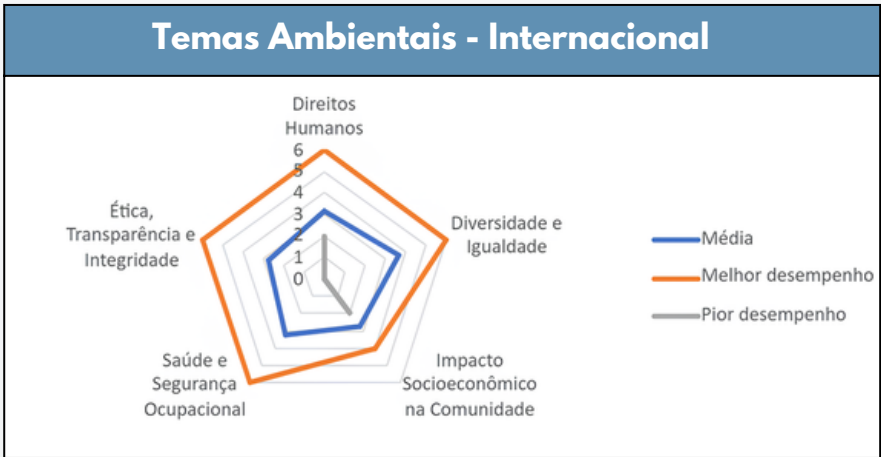 Temas Ambientais - Internacional
Direitos
Humanos
6
5
4
3
2
1
0
Ética,
Transparência e
Integridade
Diversidade e
Igualdade
Média
Melhor desempenho
Pior desempenho
Saúde e
Segurança
Ocupacional
Impacto
Socioeconômico
na Comunidade